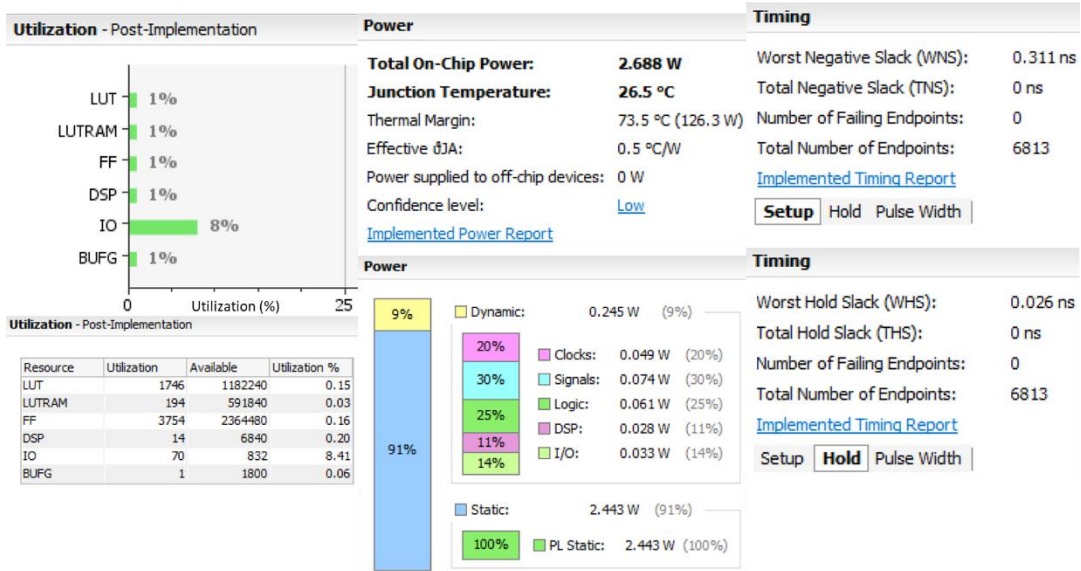 Utilization - Post-Implementation
LUT 1%
LUTRAM 1%
FF 1%
DSP 1%
IO 8%
BUFG 1%
0 25
Utilization (%)
Utilization - Post-Implementation
Resource Utilization Available Utilization %
LUT 1746 1182240 0.15
LUTRAM 194 591840 0.03
FF 3754 2364480 0.16
DSP 14 6840 0.20
IO 70 832 8.41
BUFG 1 1800 0.06
Power
Total On-Chip Power: 2.688 W
Junction Temperature: 26.5 °C
Thermal Margin: 73.5 °C (126.3 W)
Effective ϑJA: 0.5 °C/W
Power supplied to off-chip devices: 0 W
Confidence level: Low
Implemented Power Report
Power
9%
91%
Dynamic: 0.245 W (9%)
20%
30%
25%
11%
14%
Clocks: 0.049 W (20%)
Signals: 0.074 W (30%)
Logic: 0.061 W (25%)
DSP: 0.028 W (11%)
I/O: 0.033 W (14%)
Static: 2.443 W (91%)
100% PL Static: 2.443 W (100%)
Timing
Worst Negative Slack (WNS): 0.311 ns
Total Negative Slack (TNS): 0 ns
Number of Failing Endpoints: 0
Total Number of Endpoints: 6813
Implemented Timing Report
Setup Hold Pulse Width
Timing
Worst Hold Slack (WHS): 0.026 ns
Total Hold Slack (THS): 0 ns
Number of Failing Endpoints: 0
Total Number of Endpoints: 6813
Implemented Timing Report
Setup Hold Pulse Width